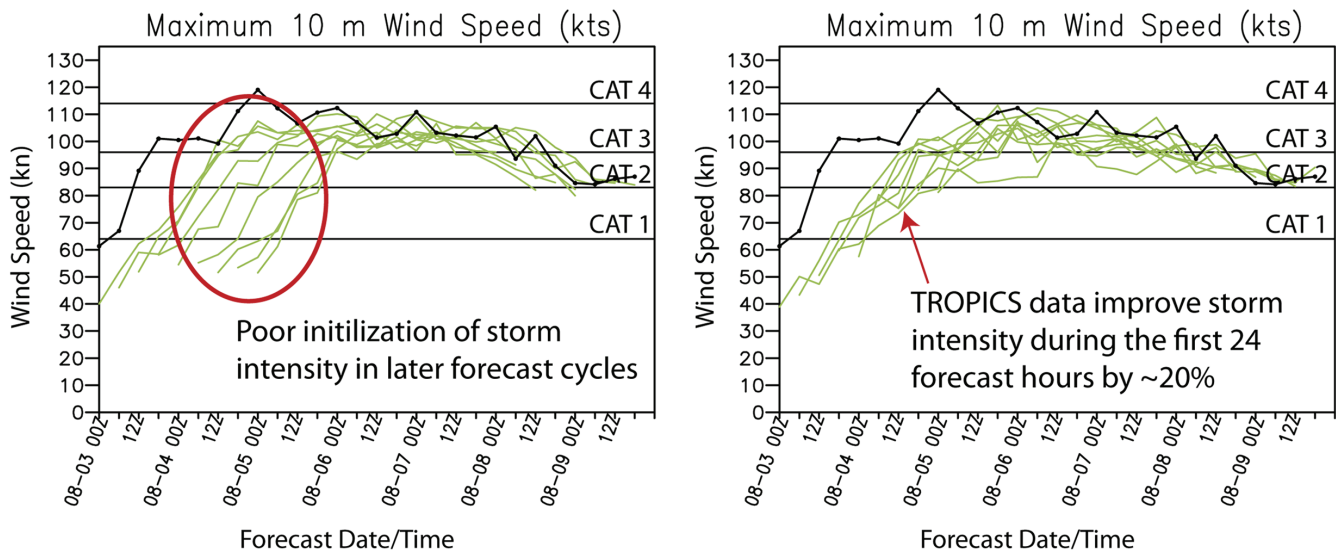 Maximum 10 m Wind Speed (kts)
Wind Speed (kn)
130
120
110
100
90
80
70
60
50
40
30
20
10
0
CAT 4
CAT 3
CAT 2
CAT 1
Poor initilization of storm
intensity in later forecast cycles
08-03 00Z
12Z
08-04 00Z
12Z
08-05 00Z
12Z
08-06 00Z
12Z
08-07 00Z
12Z
08-08 00Z
12Z
08-09 00Z
12Z
Forecast Date/Time
Maximum 10 m Wind Speed (kts)
Wind Speed (kn)
130
120
110
100
90
80
70
60
50
40
30
20
10
0
CAT 4
CAT 3
CAT 2
CAT 1
TROPICS data improve storm
intensity during the first 24
forecast hours by ~20%
08-03 00Z
12Z
08-04 00Z
12Z
08-05 00Z
12Z
08-06 00Z
12Z
08-07 00Z
12Z
08-08 00Z
12Z
08-09 00Z
12Z
Forecast Date/Time